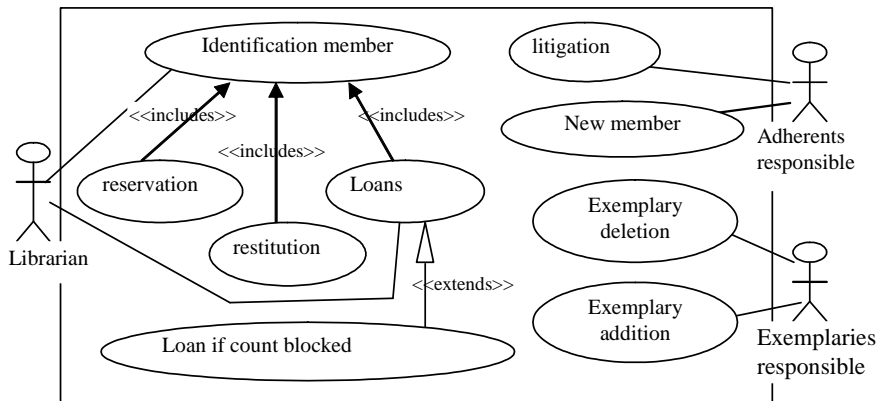 Identification member
litigation
<<includes>>
<<includes>>
New member
Adherents
responsible
<<includes>>
reservation
Loans
Exemplary
deletion
restitution
Librarian
<<extends>>
Exemplary
addition
Loan if count blocked
Exemplaries
responsible